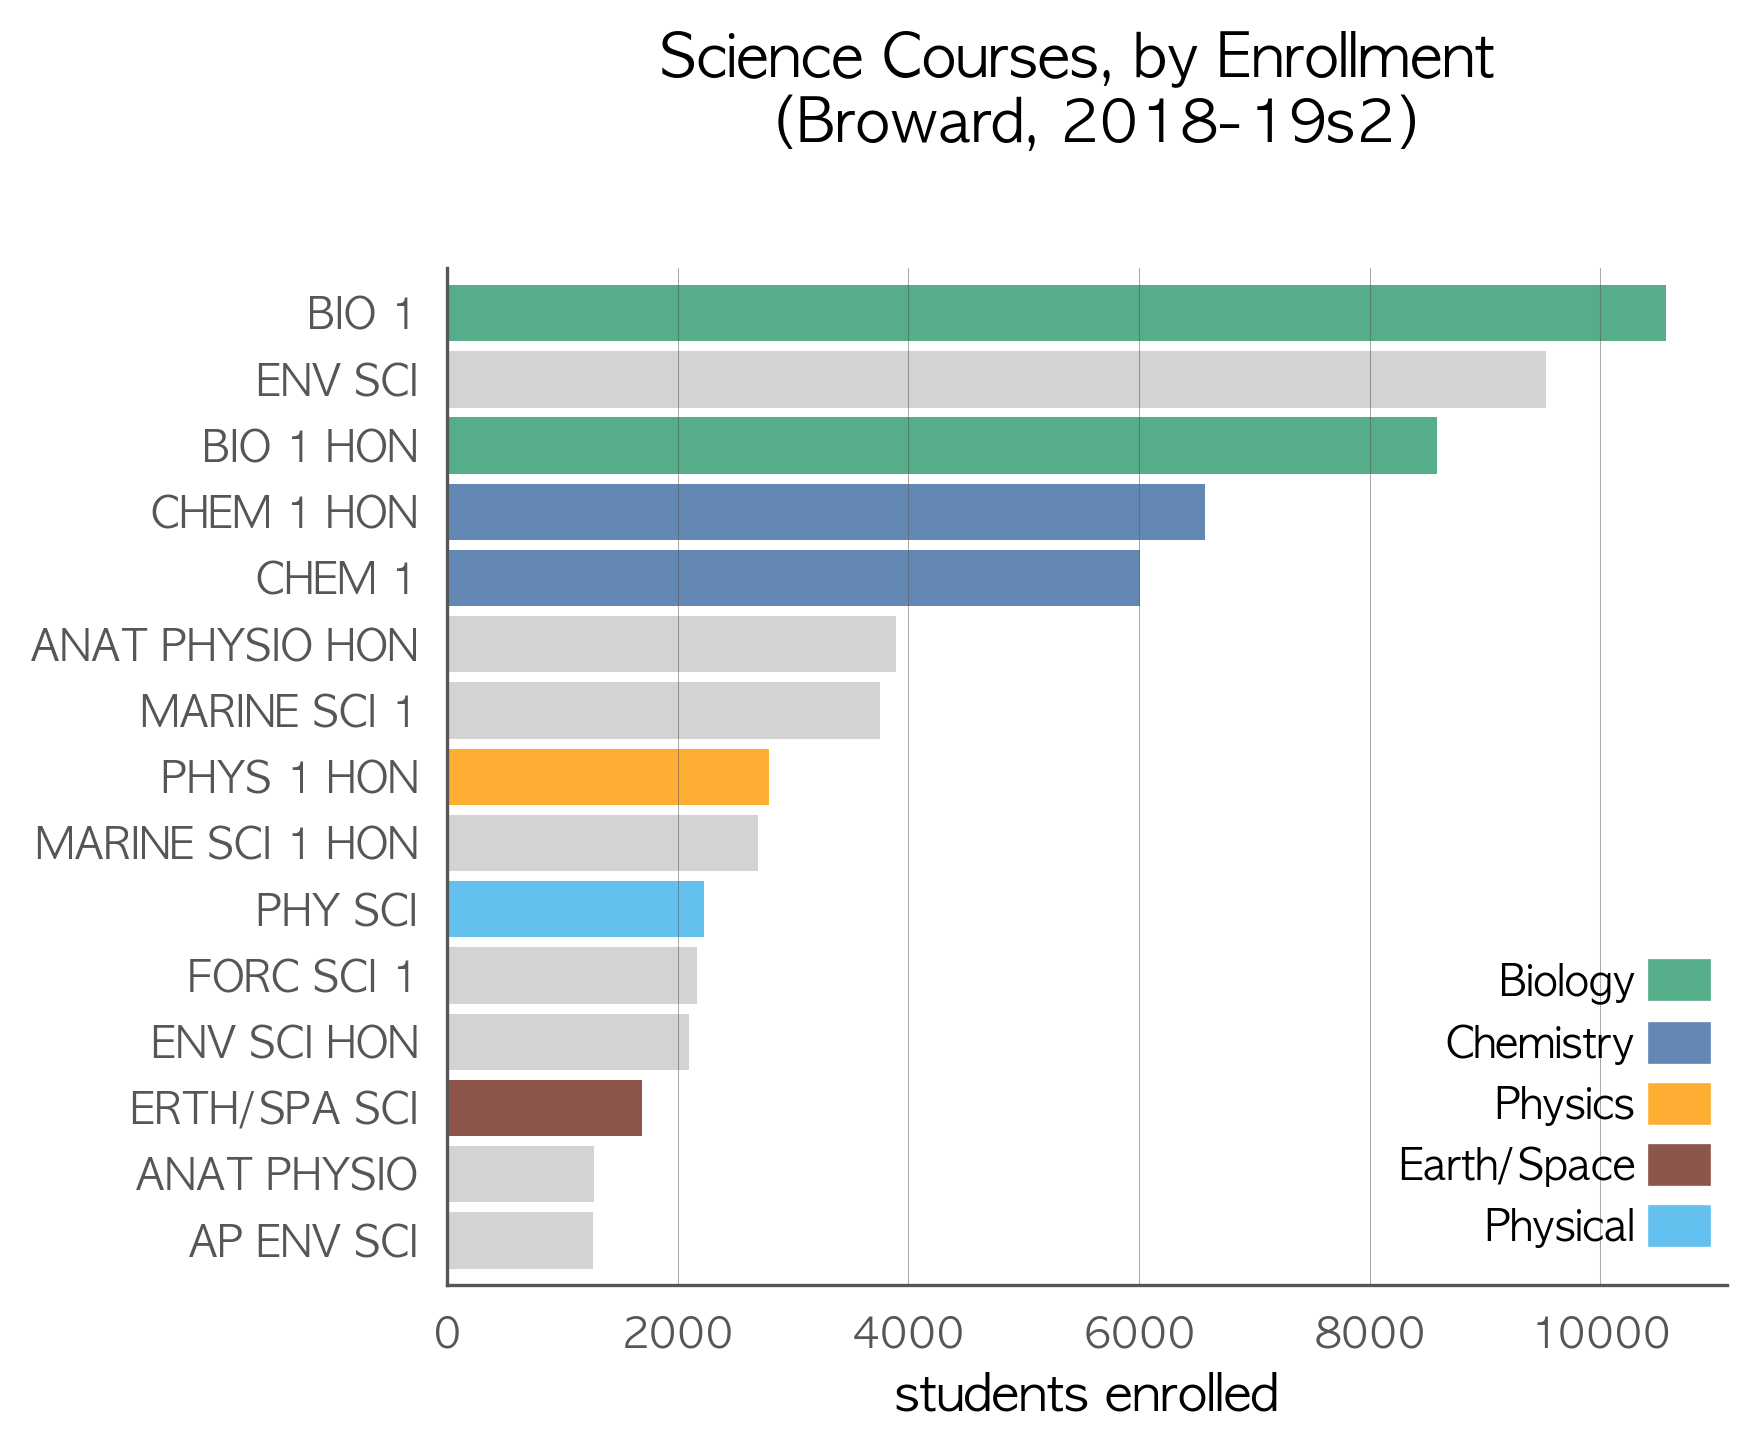 Science Courses, by Enrollment
(Broward, 2018-19s2)
BIO 1
ENV SCI
BIO 1 HON
CHEM 1 HON
CHEM 1
ANAT PHYSIO HON
MARINE SCI 1
PHYS 1 HON
MARINE SCI 1 HON
PHY SCI
FORC SCI 1
ENV SCI HON
ERTH/SPA SCI
ANAT PHYSIO
AP ENV SCI
Biology
Chemistry
Physics
Earth/Space
Physical
0 2000 4000 6000 8000 10000
students enrolled